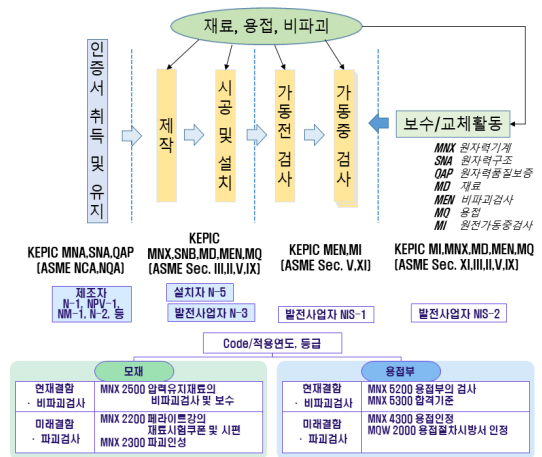 재료, 용접, 비파괴
인증서 취득 및 유지
제작
시공 및 설치
가동전 검사
가동중 검사
보수/교체활동
MNX 원자력기계
SNA 원자력구조
QAP 원자력품질보증
MD 재료
MEN 비파괴검사
MQ 용접
MI 원전가동중검사
KEPIC MNA,SNA,QAP
(ASME NCA,NQA)
KEPIC
MNX,SNB,MD,MEN,MQ
(ASME Sec. III,II,V,IX)
KEPIC MEN,MI
(ASME Sec. V,XI)
KEPIC MI,MNX,MD,MEN,MQ
(ASME Sec. XI,III,II,V,IX)
제조자
N-1, NPV-1,
NM-1, N-2, 등
설치자 N-5
발전사업자 N-3
발전사업자 NIS-1
발전사업자 NIS-2
Code/적용연도, 등급
모재
현재결함
· 비파괴검사
MNX 2500 압력유지재료의
비파괴검사 및 보수
미래결함
· 파괴검사
MNX 2200 페라이트강의
재료시험쿠폰 및 시편
MNX 2300 파괴인성
용접부
현재결함
· 비파괴검사
MNX 5200 용접부의 검사
MNX 5300 합격기준
미래결함
· 파괴검사
MNX 4300 용접인정
MQW 2000 용접절차시방서 인정